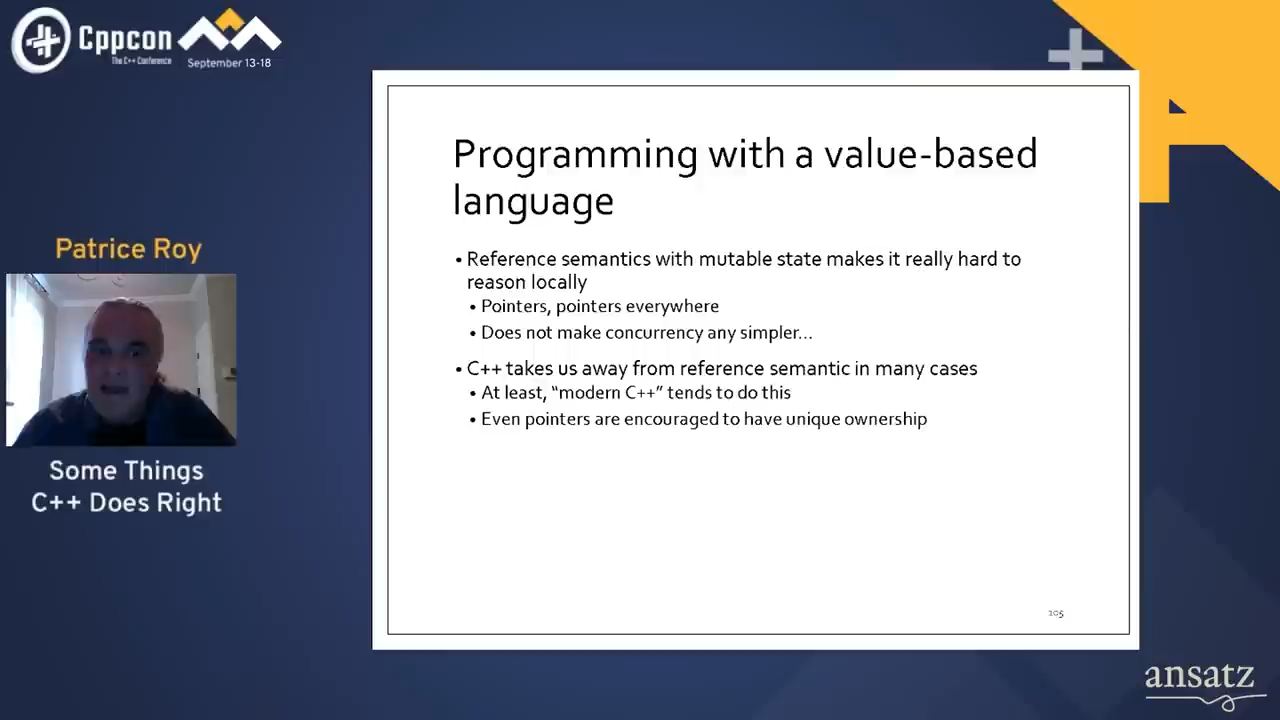 Cppcon
The C++ Conference
September 13-18
Patrice Roy
Some Things
C++ Does Right
Programming with a value-based
language
• Reference semantics with mutable state makes it really hard to
reason locally
• Pointers, pointers everywhere
• Does not make concurrency any simpler…
• C++ takes us away from reference semantic in many cases
• At least, “modern C++” tends to do this
• Even pointers are encouraged to have unique ownership
205
ansatz